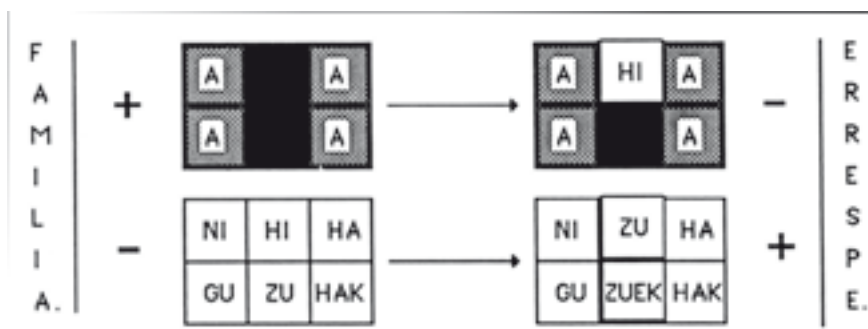 FAMILIA.
+
A A
A A
A HI A
A A
-
ERRESPE.
-
NI HI HA
GU ZU HAK
NI ZU HA
GU ZUEK HAK
+